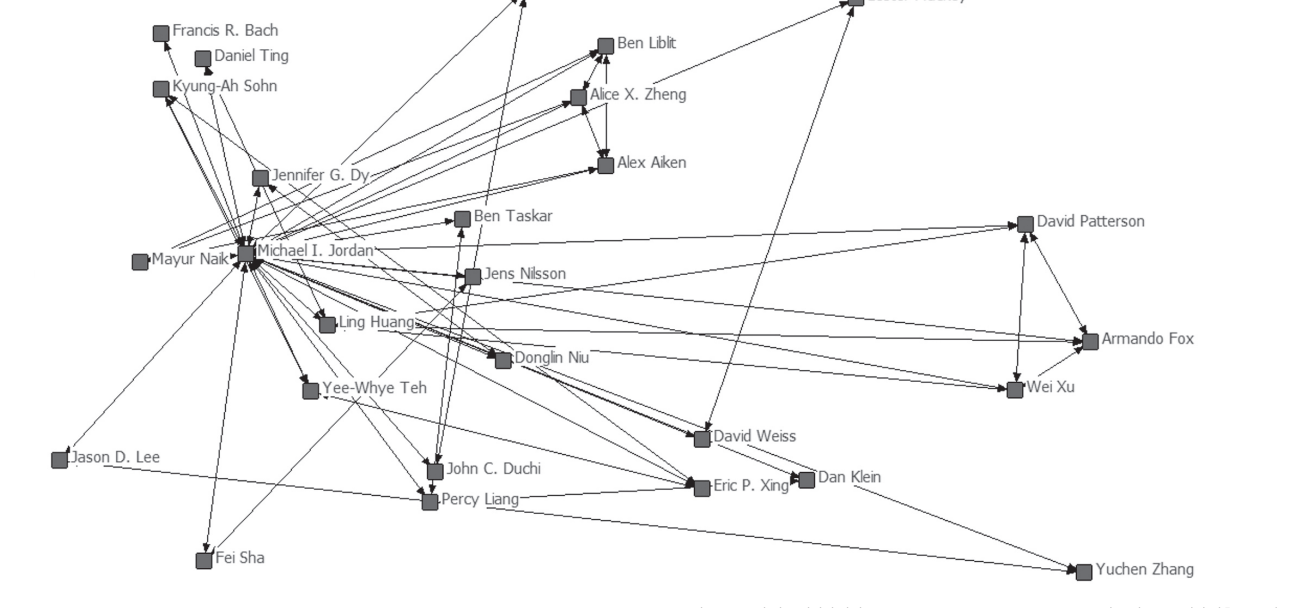 Francis R. Bach
Daniel Ting
Ben Liblit
Kyung-Ah Sohn
Alice X. Zheng
Alex Aiken
Jennifer G. Dy
Ben Taskar
David Patterson
Mayur Naik
Michael I. Jordan
Jens Nilsson
Ling Huang
Armando Fox
Donglin Niu
Yee-Whye Teh
Wei Xu
David Weiss
Jason D. Lee
John C. Duchi
Dan Klein
Eric P. Xing
Percy Liang
Fei Sha
Yuchen Zhang